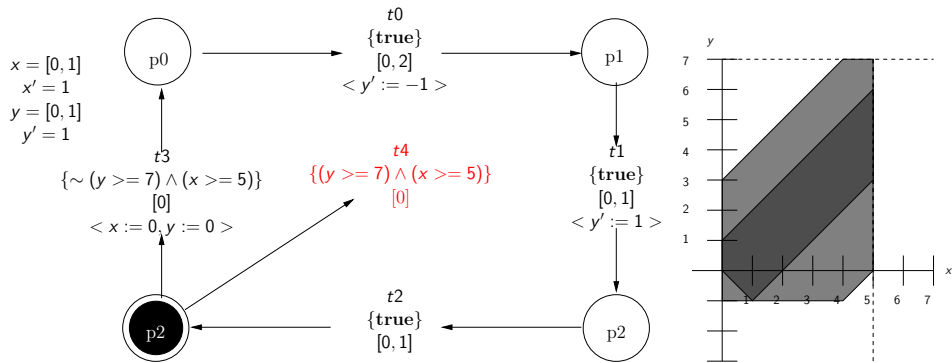 x = [0, 1]
x′ = 1
y = [0, 1]
y′ = 1
p0
t0
{true}
[0, 2]
< y′ := −1 >
p1
t3
{∼ (y >= 7) ∧ (x >= 5)}
[0]
< x := 0, y := 0 >
t4
{(y >= 7) ∧ (x >= 5)}
[0]
t1
{true}
[0, 1]
< y′ := 1 >
p2
t2
{true}
[0, 1]
p2
y
7
6
5
4
3
2
1
1 2 3 4 5 6 7
x